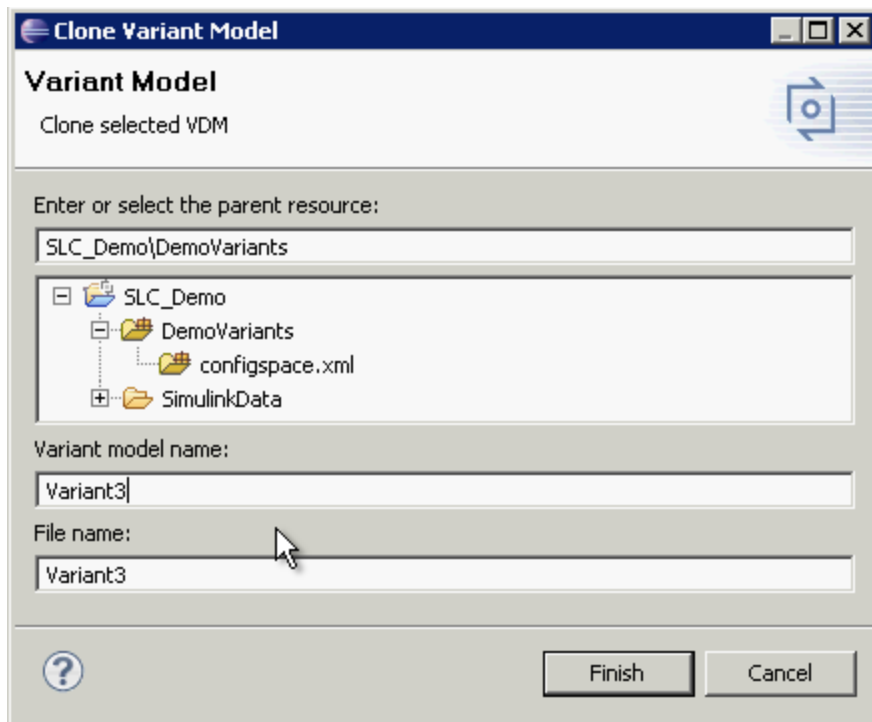 Clone Variant Model
Variant Model
Clone selected VDM
Enter or select the parent resource:
SLC_Demo\DemoVariants
SLC_Demo
DemoVariants
configspace.xml
SimulinkData
Variant model name:
Variant3
File name:
Variant3
?
Finish Cancel